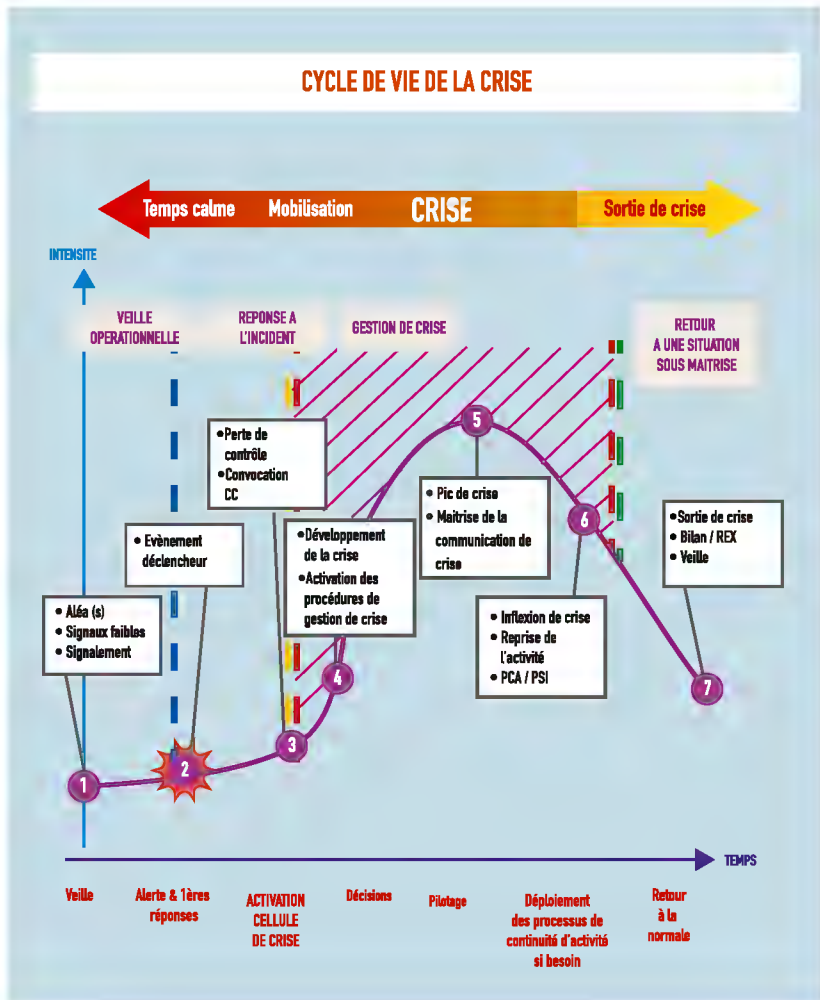 CYCLE DE VIE DE LA CRISE
Temps calme
Mobilisation
CRISE
Sortie de crise
INTENSITE
VEILLE
OPERATIONNELLE
REPONSE A
L'INCIDENT
GESTION DE CRISE
RETOUR
A UNE SITUATION
SOUS MAITRISE
• Aléa (s)
• Signaux faibles
• Signalement
• Evènement
déclencheur
•Perte de
contrôle
•Convocation
CC
•Développement
de la crise
•Activation des
procédures de
gestion de crise
• Pic de crise
• Maitrise de la
communication de
crise
• Inflexion de crise
• Reprise de
l'activité
• PCA / PSI
•Sortie de crise
• Bilan / REX
• Veille
1
2
3
4
5
6
7
TEMPS
Veille
Alerte & 1ères
réponses
ACTIVATION
CELLULE
DE CRISE
Décisions
Pilotage
Déploiement
des processus de
continuité d'activité
si besoin
Retour
à la
normale